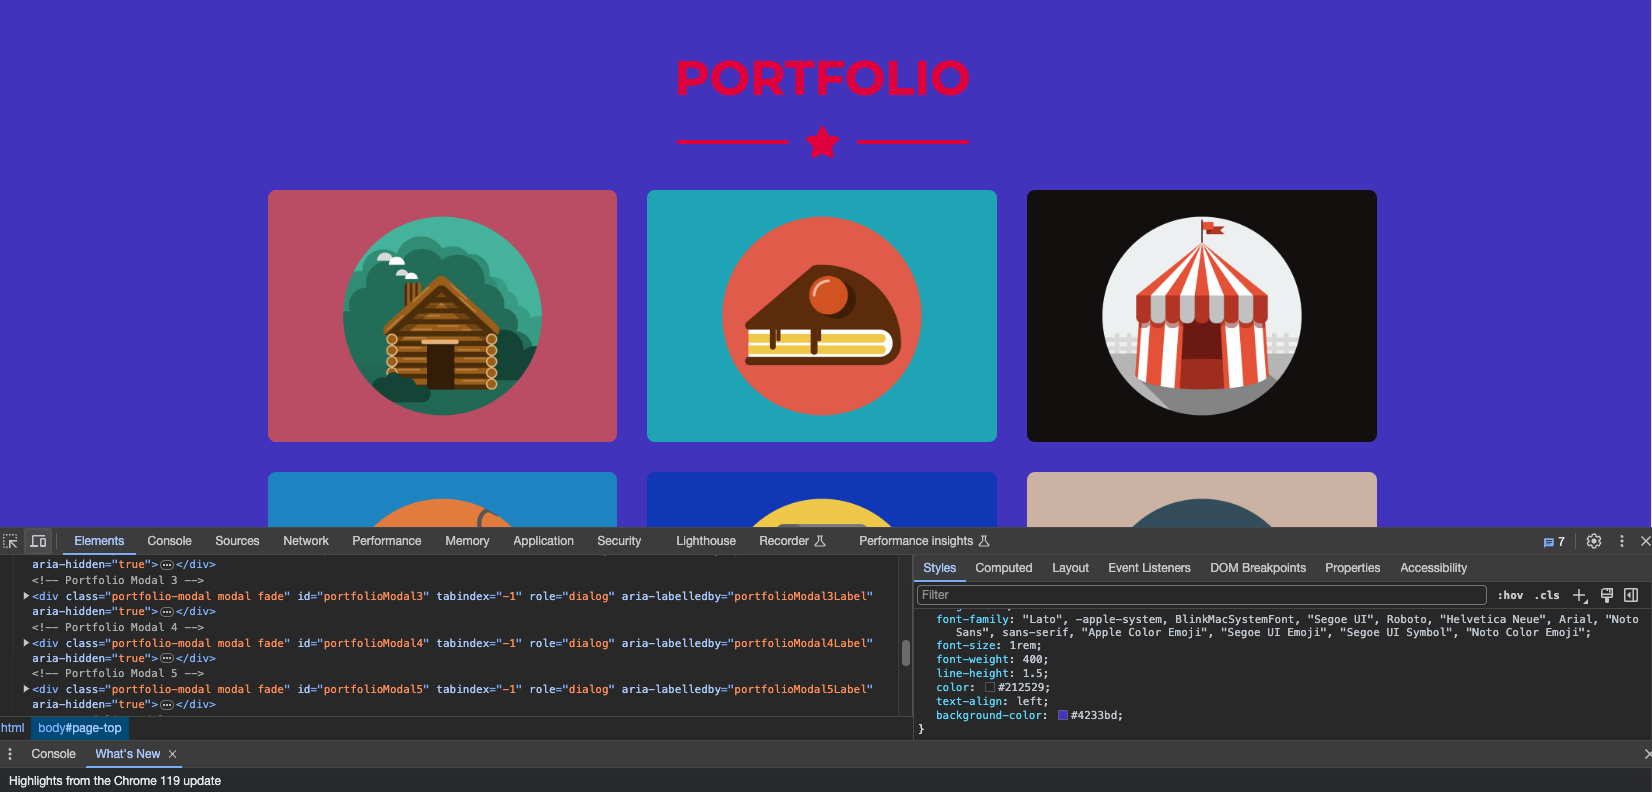 PORTFOLIO
Elements Console Sources Network Performance Memory Application Security Lighthouse Recorder Performance insights 7
aria-hidden="true">…</div>
<!-- Portfolio Modal 3 -->
<div class="portfolio-modal modal fade" id="portfolioModal3" tabindex="-1" role="dialog" aria-labelledby="portfolioModal3Label"
aria-hidden="true">…</div>
<!-- Portfolio Modal 4 -->
<div class="portfolio-modal modal fade" id="portfolioModal4" tabindex="-1" role="dialog" aria-labelledby="portfolioModal4Label"
aria-hidden="true">…</div>
<!-- Portfolio Modal 5 -->
<div class="portfolio-modal modal fade" id="portfolioModal5" tabindex="-1" role="dialog" aria-labelledby="portfolioModal5Label"
aria-hidden="true">…</div>
html body#page-top
Styles Computed Layout Event Listeners DOM Breakpoints Properties Accessibility
Filter :hov .cls
font-family: "Lato", -apple-system, BlinkMacSystemFont, "Segoe UI", Roboto, "Helvetica Neue", Arial, "Noto
Sans", sans-serif, "Apple Color Emoji", "Segoe UI Emoji", "Segoe UI Symbol", "Noto Color Emoji";
font-size: 1rem;
font-weight: 400;
line-height: 1.5;
color: #212529;
text-align: left;
background-color: #4233bd;
}
Console What's New
Highlights from the Chrome 119 update